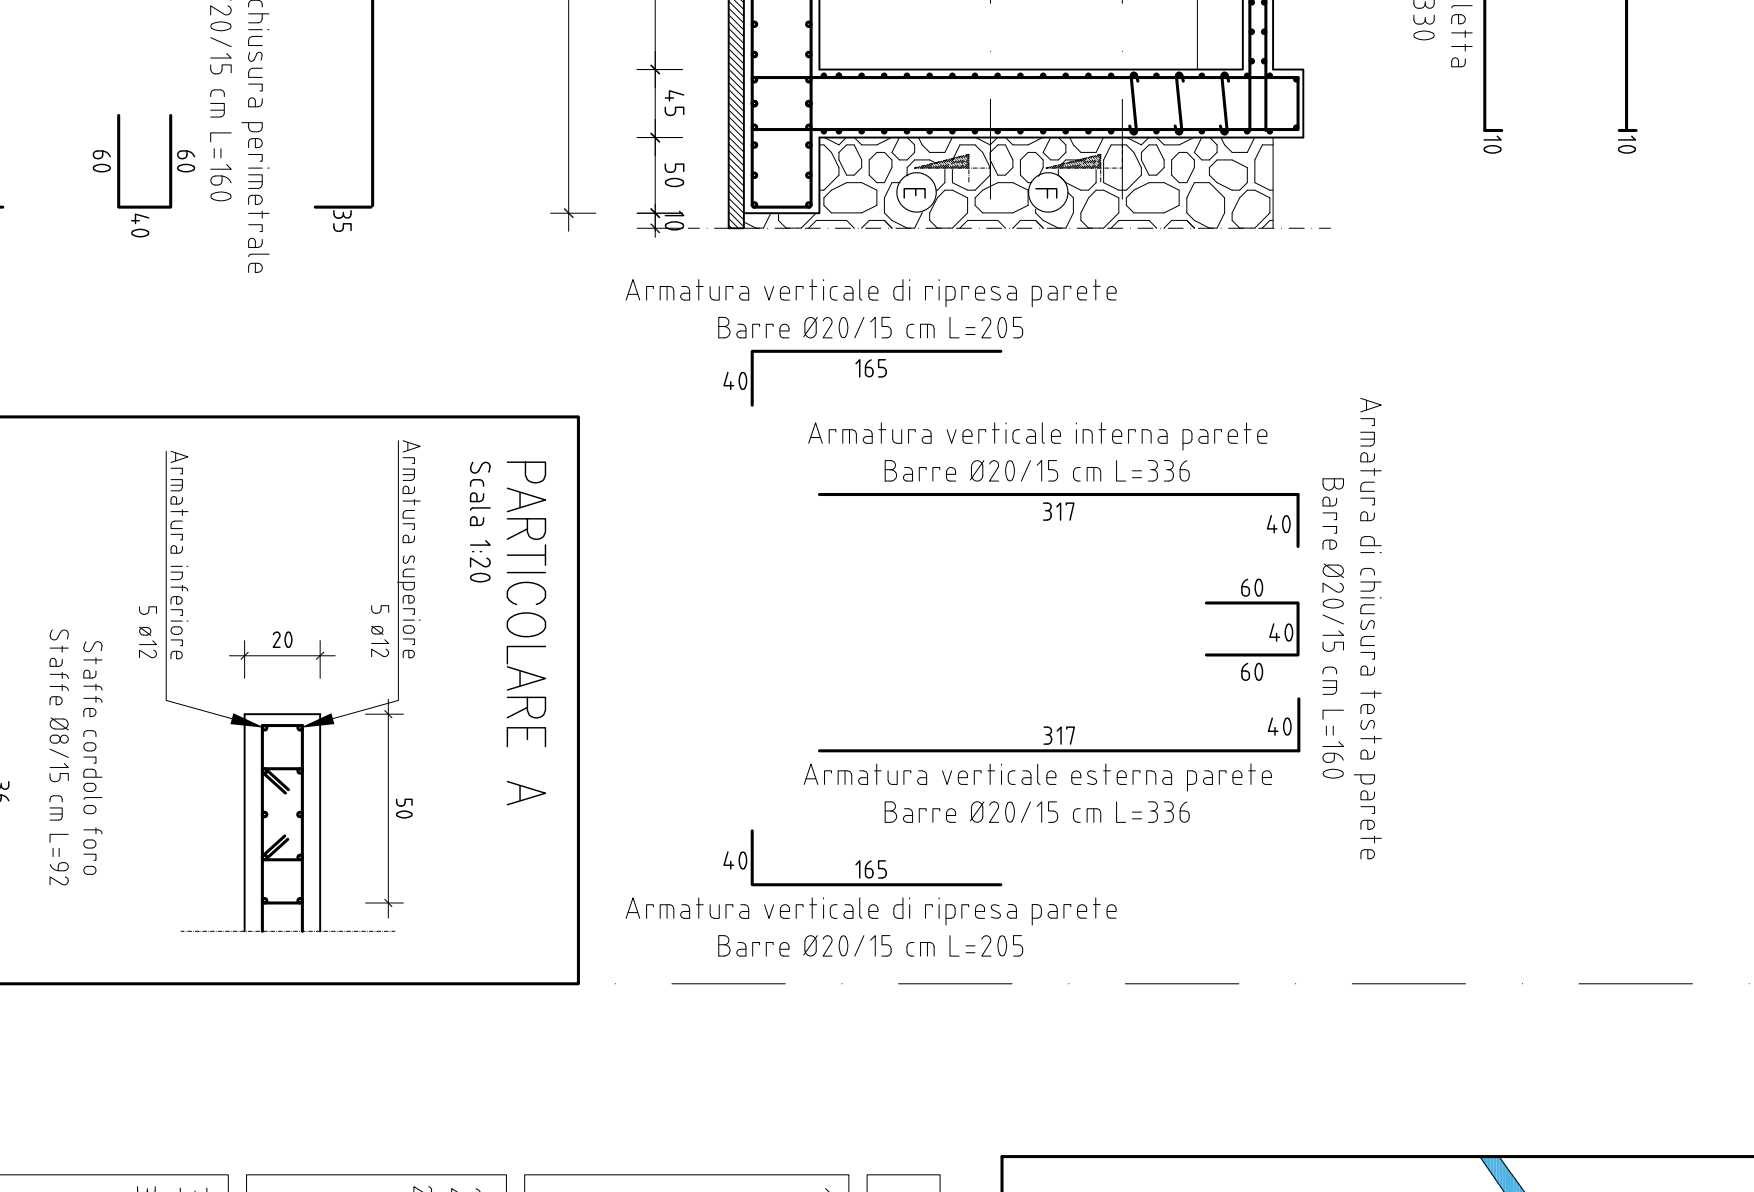 chiusura perimetrale
20/15 cm L=160
60
60
40
35
45
50
10
E
F
letta
330
10
10
Armatura verticale di ripresa parete
Barre Ø20/15 cm L=205
165
40
Armatura verticale interna parete
Barre Ø20/15 cm L=336
317
40
Armatura di chiusura testa parete
Barre Ø20/15 cm L=160
60
40
60
40
317
Armatura verticale esterna parete
Barre Ø20/15 cm L=336
40
165
Armatura verticale di ripresa parete
Barre Ø20/15 cm L=205
PARTICOLARE A
Scala 1:20
Armatura superiore
5 ø12
Armatura inferiore
5 ø12
20
50
Staffe cordolo foro
Staffe Ø8/15 cm L=92